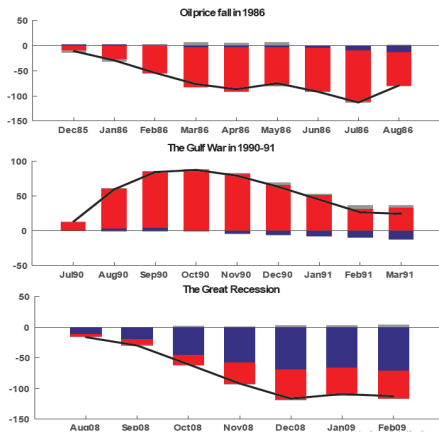 Oil price fall in 1986
50
0
-50
-100
-150
Dec85 Jan86 Feb86 Mar86 Apr86 May86 Jun86 Jul86 Aug86
The Gulf War in 1990-91
100
50
0
-50
Jul90 Aug90 Sep90 Oct90 Nov90 Dec90 Jan91 Feb91 Mar91
The Great Recession
50
0
-50
-100
-150
Aug08 Sep08 Oct08 Nov08 Dec08 Jan09 Feb09